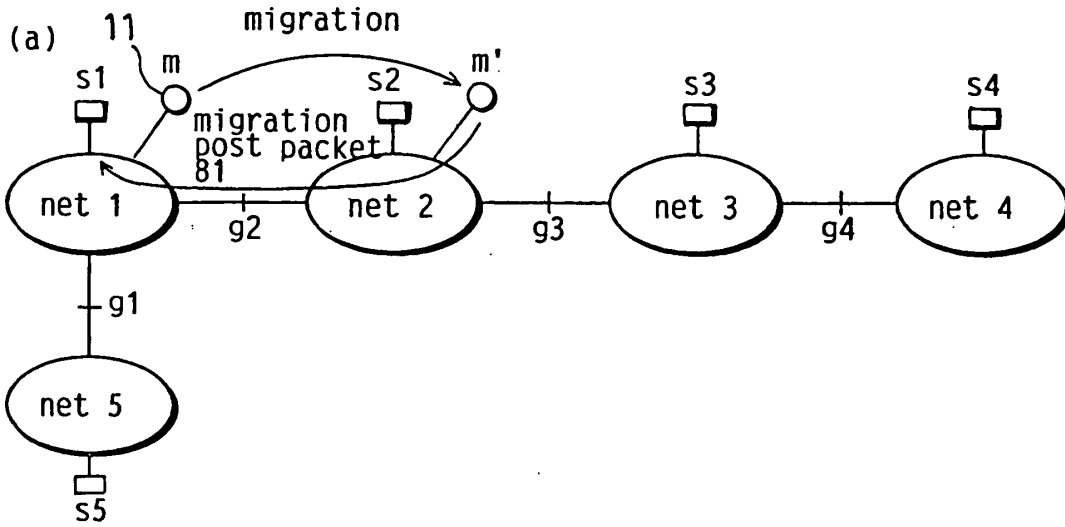 (a)
11
migration
m
m'
s1
s2
s3
s4
migration
post packet
81
net 1
net 2
net 3
net 4
g2
g3
g4
g1
net 5
s5